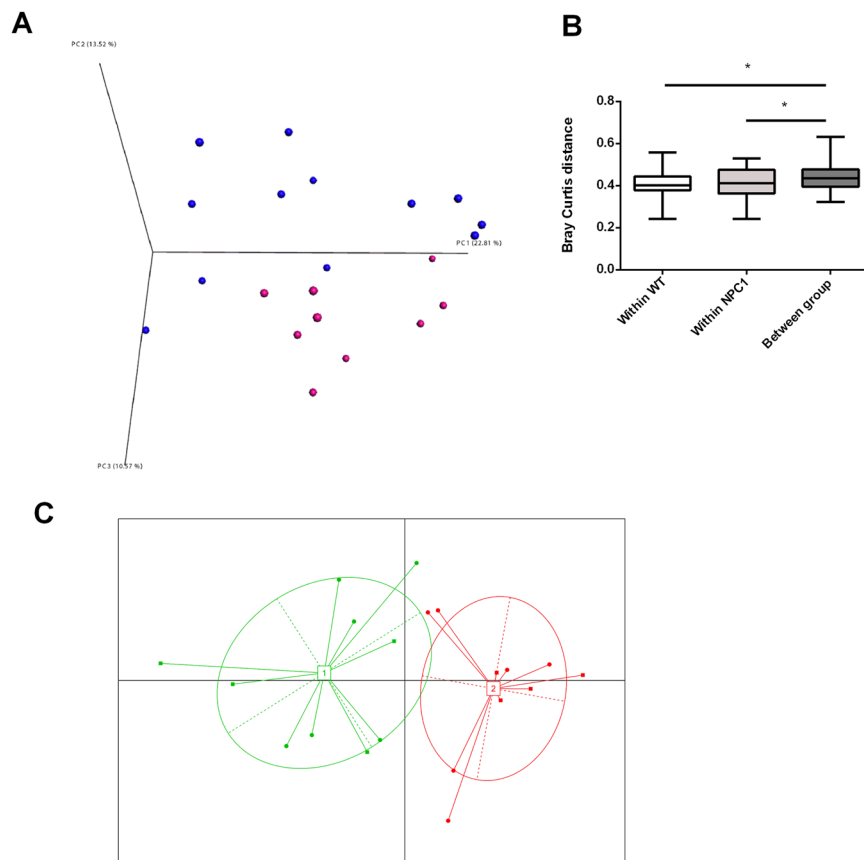 A
PC2 (13.52 %)
PC1 (22.81 %)
PC3 (10.57 %)
B
*
*
Bray Curtis distance
0.8
0.6
0.4
0.2
0.0
Within WT
Within NPC1
Between group
C
1
2